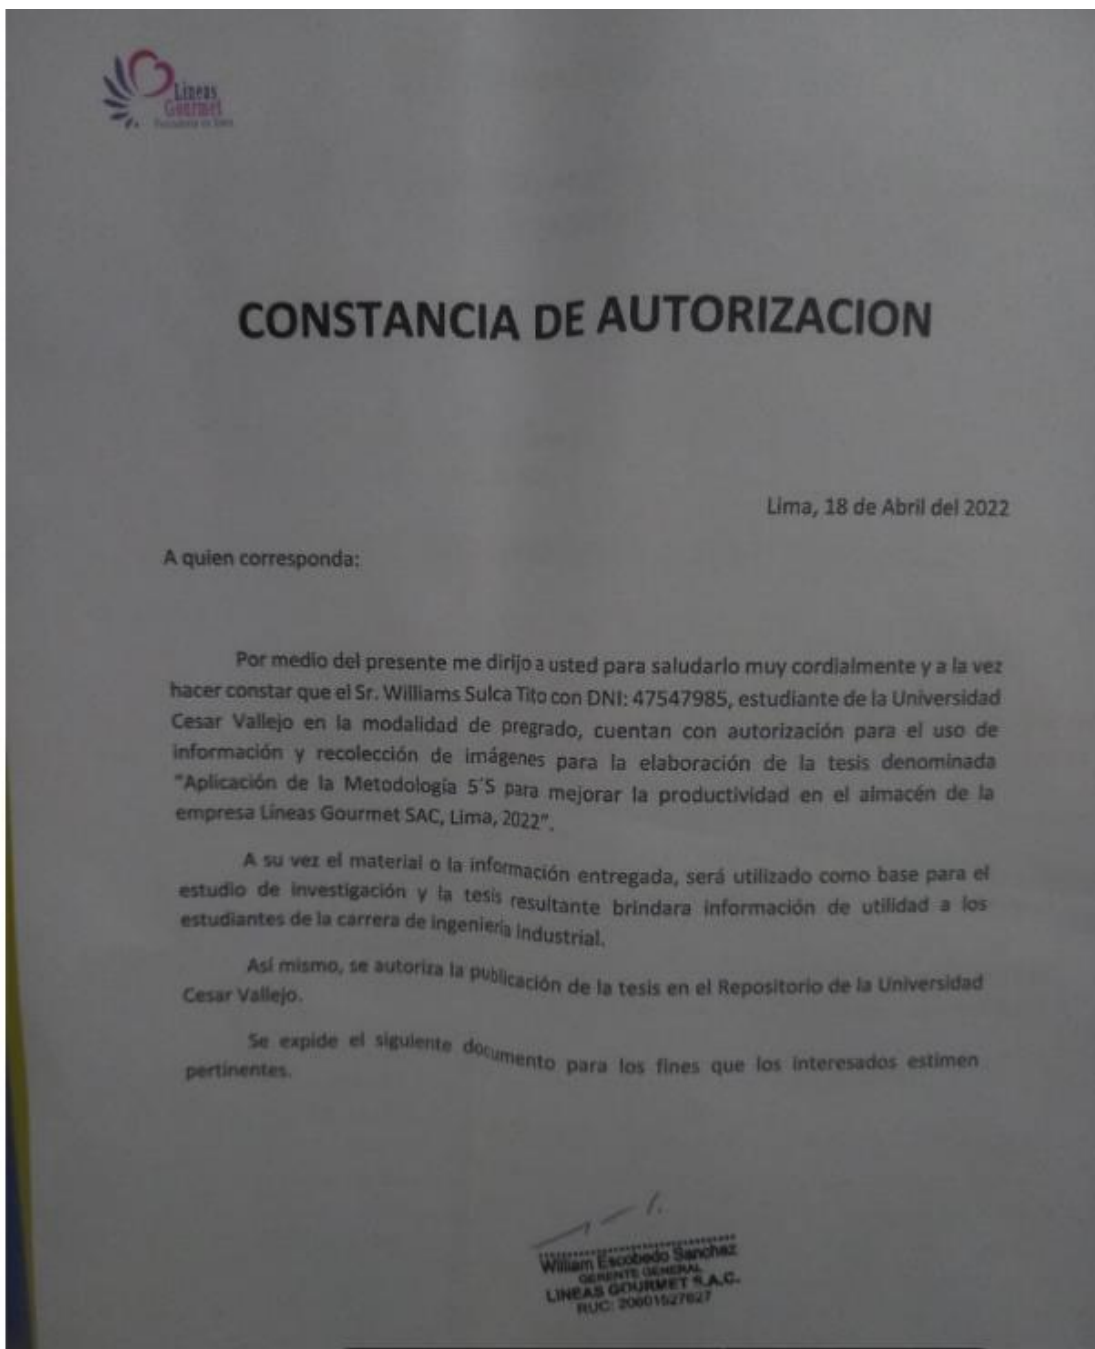 Líneas
Gourmet
CONSTANCIA DE AUTORIZACION
Lima, 18 de Abril del 2022
A quien corresponda:
Por medio del presente me dirijo a usted para saludarlo muy cordialmente y a la vez
hacer constar que el Sr. Williams Sulca Tito con DNI: 47547985, estudiante de la Universidad
Cesar Vallejo en la modalidad de pregrado, cuentan con autorización para el uso de
información y recolección de imágenes para la elaboración de la tesis denominada
"Aplicación de la Metodología 5´S para mejorar la productividad en el almacén de la
empresa Líneas Gourmet SAC, Lima, 2022".
A su vez el material o la información entregada, será utilizado como base para el
estudio de investigación y la tesis resultante brindara información de utilidad a los
estudiantes de la carrera de ingeniería industrial.
Así mismo, se autoriza la publicación de la tesis en el Repositorio de la Universidad
Cesar Vallejo.
Se expide el siguiente documento para los fines que los interesados estimen
pertinentes.
William Escobedo Sanchez
GERENTE GENERAL
LINEAS GOURMET S.A.C.
RUC: 20601527627